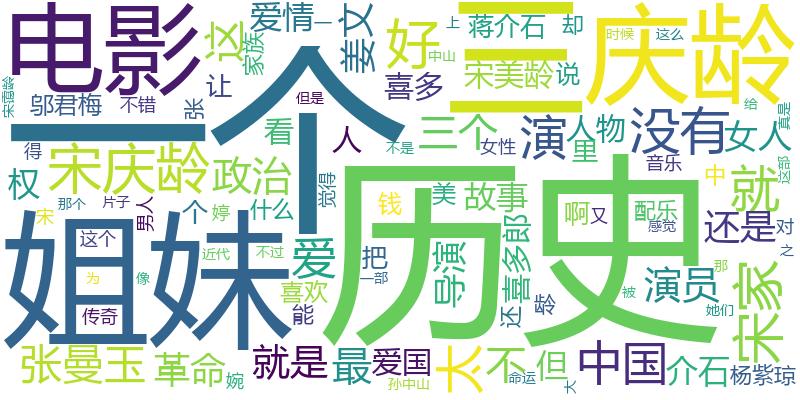 电影
一个
这
爱情
一
家族
姜文
好
上
蒋介石
却
时候
这么
三
庆龄
宋美龄
说
中山
喜多
让
但是
宋霭龄
邬君梅
不错
张
看
人
三个
演
人物
没有
女人
给
真是
得
宋庆龄
政治
觉得
不是
女性
里
音乐
中
就
这部
权
姐妹
历史
宋
那个
片子
男人
个
婷
什么
钱
美
故事
啊
又
配乐
感觉
还是
对
之
这个
近代
不过
爱
把
一部
导演
还
喜多郎
龄
演员
那
宋家
为
像
传奇
喜欢
能
被
她们
张曼玉
革命
婉
就是
最
爱国
孙中山
太
不
命运
但
大
中国
介石
杨紫琼